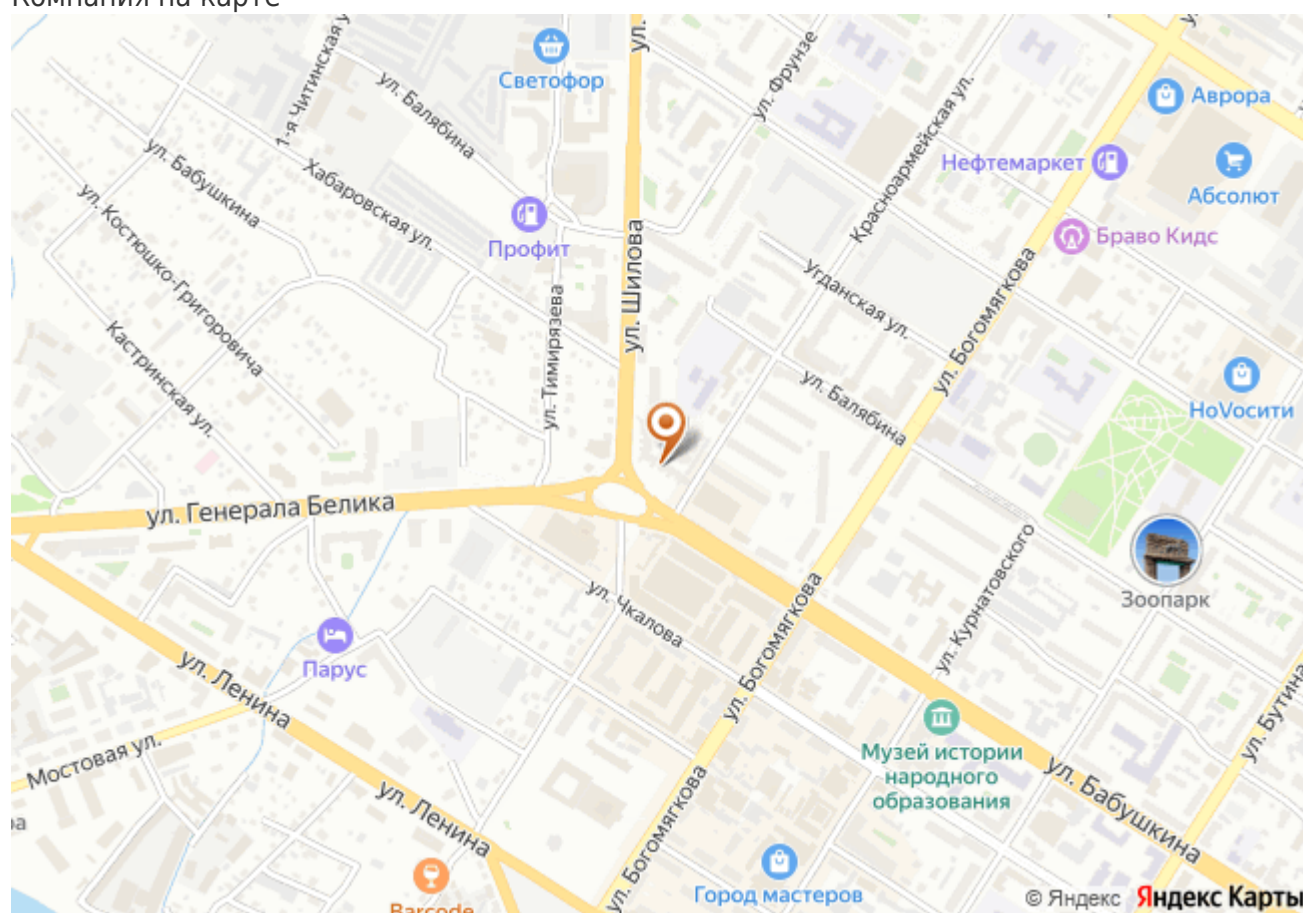 Компания на карте
ул.
Светофор
1-я Читинская у
ул. Балябина
ул. Фрунзе
Красноармейская ул.
Аврора
Нефтемаркет
Абсолют
ул. Бабушкина
Хабаровская ул.
Профит
Браво Кидс
ул. Костюшко-Григоровича
ул. Шилова
Угданская ул.
ул. Богомягкова
ул. Тимирязева
Кастринская ул.
ул. Балябина
НоVосити
ул. Генерала Белика
ул. Курнатовского
Зоопарк
ул. Чкалова
ул. Богомягкова
Парус
ул. Ленина
ул. Бутина
Мостовая ул.
Музей истории
народного
образования
ул. Бабушкина
ул. Ленина
ул. Богомягкова
Город мастеров
Barcode
© Яндекс Яндекс Карты